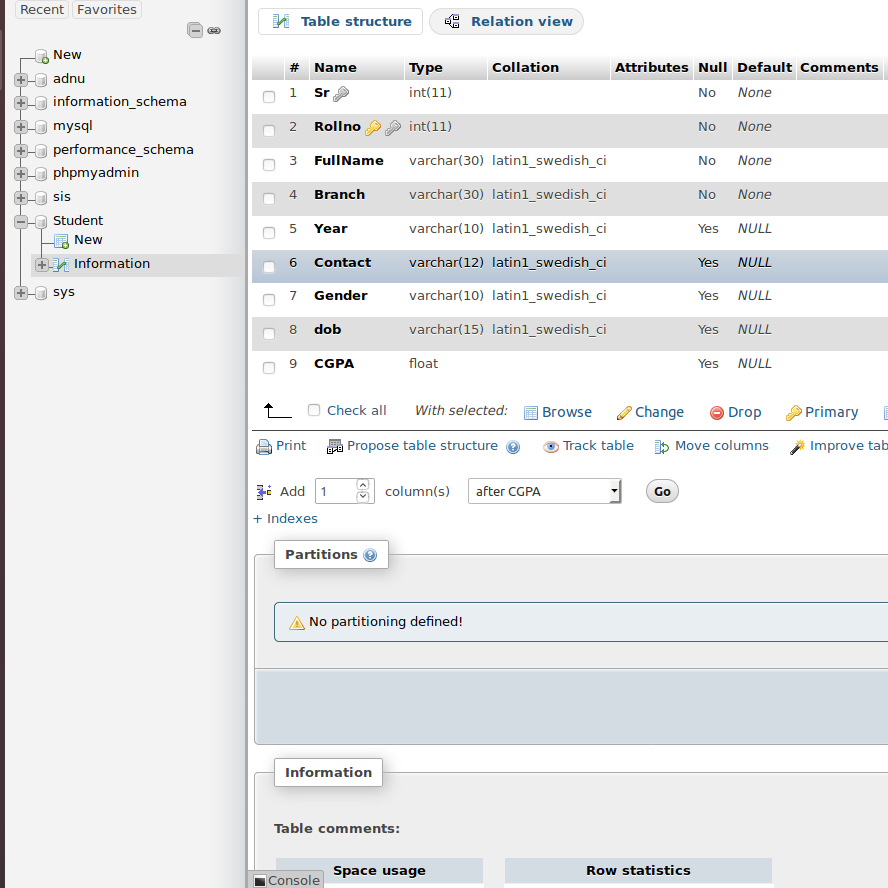 Recent Favorites
New
adnu
information_schema
mysql
performance_schema
phpmyadmin
sis
Student
New
Information
sys
Table structure Relation view
# Name Type Collation Attributes Null Default Comments
1 Sr int(11) No None
2 Rollno int(11) No None
3 FullName varchar(30) latin1_swedish_ci No None
4 Branch varchar(30) latin1_swedish_ci No None
5 Year varchar(10) latin1_swedish_ci Yes NULL
6 Contact varchar(12) latin1_swedish_ci Yes NULL
7 Gender varchar(10) latin1_swedish_ci Yes NULL
8 dob varchar(15) latin1_swedish_ci Yes NULL
9 CGPA float Yes NULL
Check all With selected: Browse Change Drop Primary
Print Propose table structure Track table Move columns Improve tab
Add 1 column(s) after CGPA Go
+ Indexes
Partitions
No partitioning defined!
Information
Table comments:
Space usage Row statistics
Console